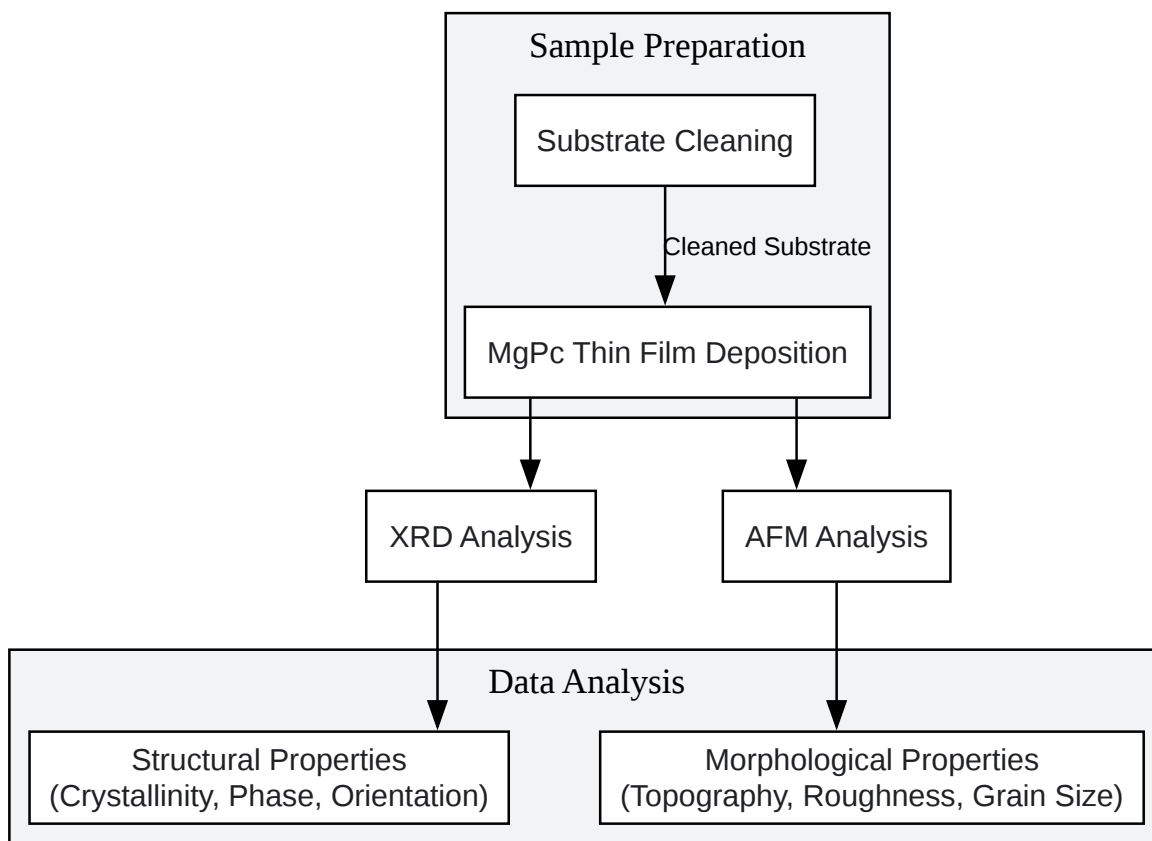 Sample Preparation
Substrate Cleaning
Cleaned Substrate
MgPc Thin Film Deposition
XRD Analysis
AFM Analysis
Data Analysis
Structural Properties
(Crystallinity, Phase, Orientation)
Morphological Properties
(Topography, Roughness, Grain Size)